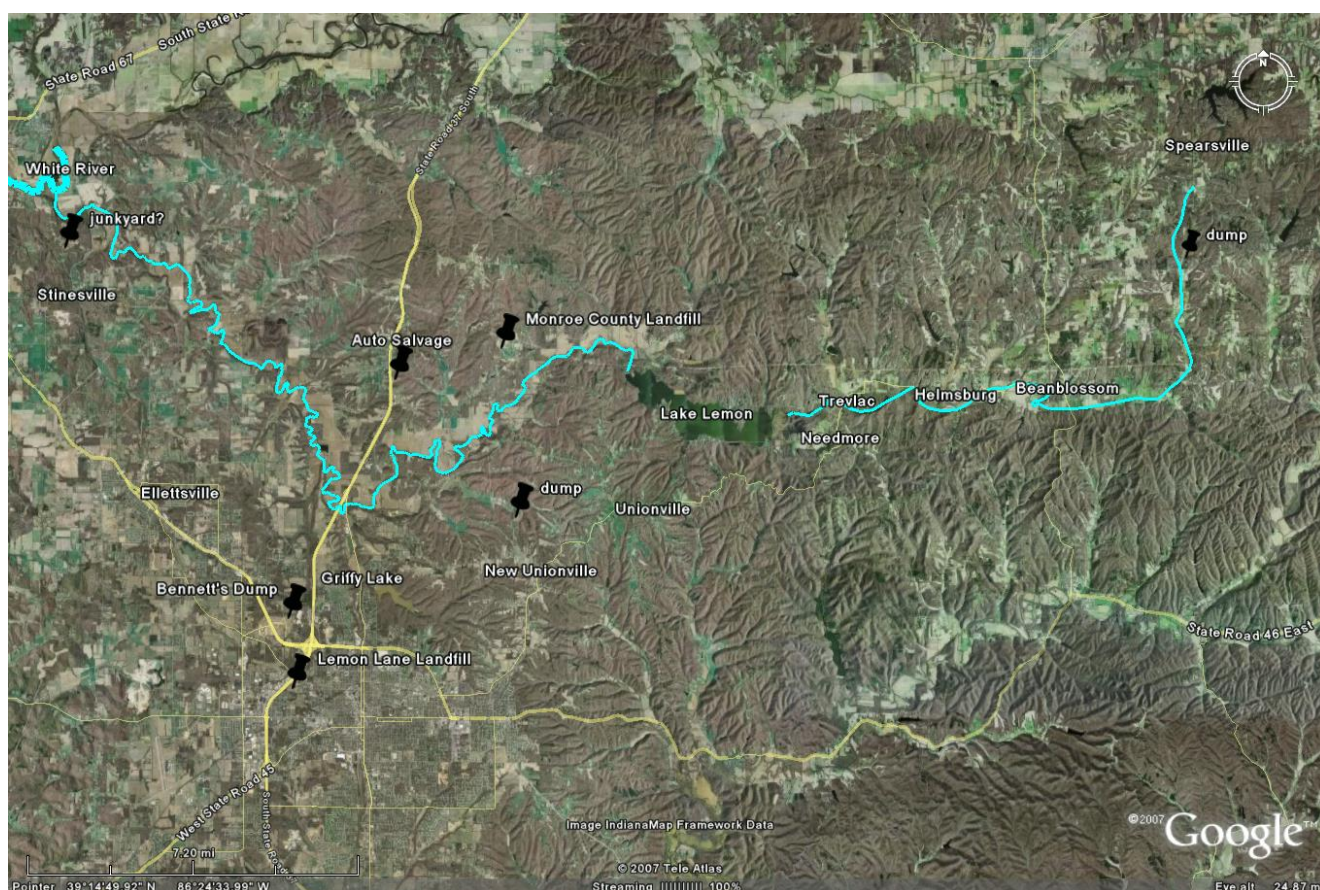 South State R
State Road 67
N
State Road 37 South
Spearsville
White River
junkyard?
dump
Stinesville
Monroe County Landfill
Auto Salvage
Beanblossom
Helmsburg
Trevlac
Lake Lemon
Needmore
dump
Ellettsville
Unionville
New Unionville
Griffy Lake
Bennett's Dump
State Road 46 East
Lemon Lane Landfill
West State Road 45
South State Road
Image IndianaMap Framework Data
©2007 Google™
7.20 mi
© 2007 Tele Atlas
Pointer 39°14'49.92" N 86°24'33.99" W
Streaming |||||||||| 100%
Eye alt 24.87 m